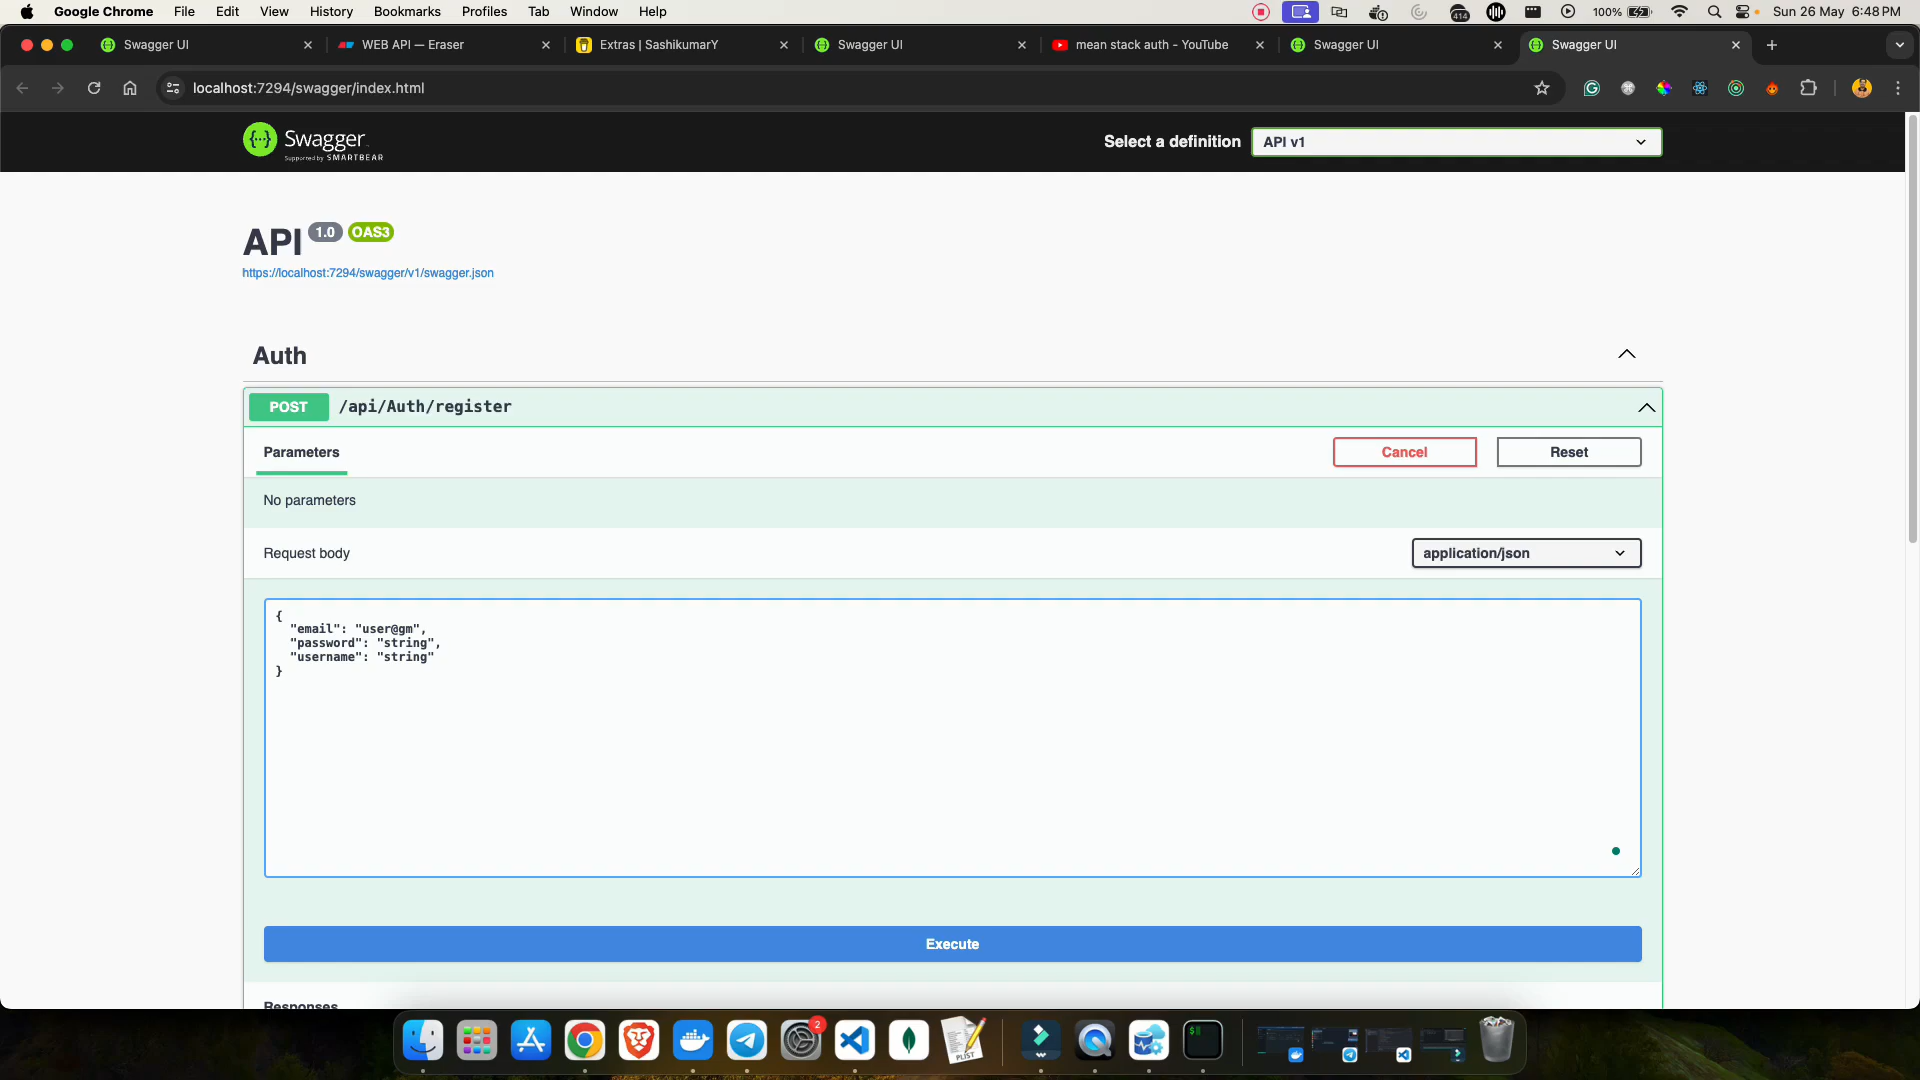 Google Chrome File Edit View History Bookmarks Profiles Tab Window Help 414 100% Sun 26 May 6:48 PM
Swagger UI WEB API — Eraser Extras | SashikumarY Swagger UI mean stack auth - YouTube Swagger UI Swagger UI
localhost:7294/swagger/index.html
Swagger
Supported by SMARTBEAR
Select a definition API v1
API 1.0 OAS3
https://localhost:7294/swagger/v1/swagger.json
Auth
POST /api/Auth/register
Parameters Cancel Reset
No parameters
Request body application/json
{
"email": "user@gm",
"password": "string",
"username": "string"
}
Execute
Responses
2
PLIST